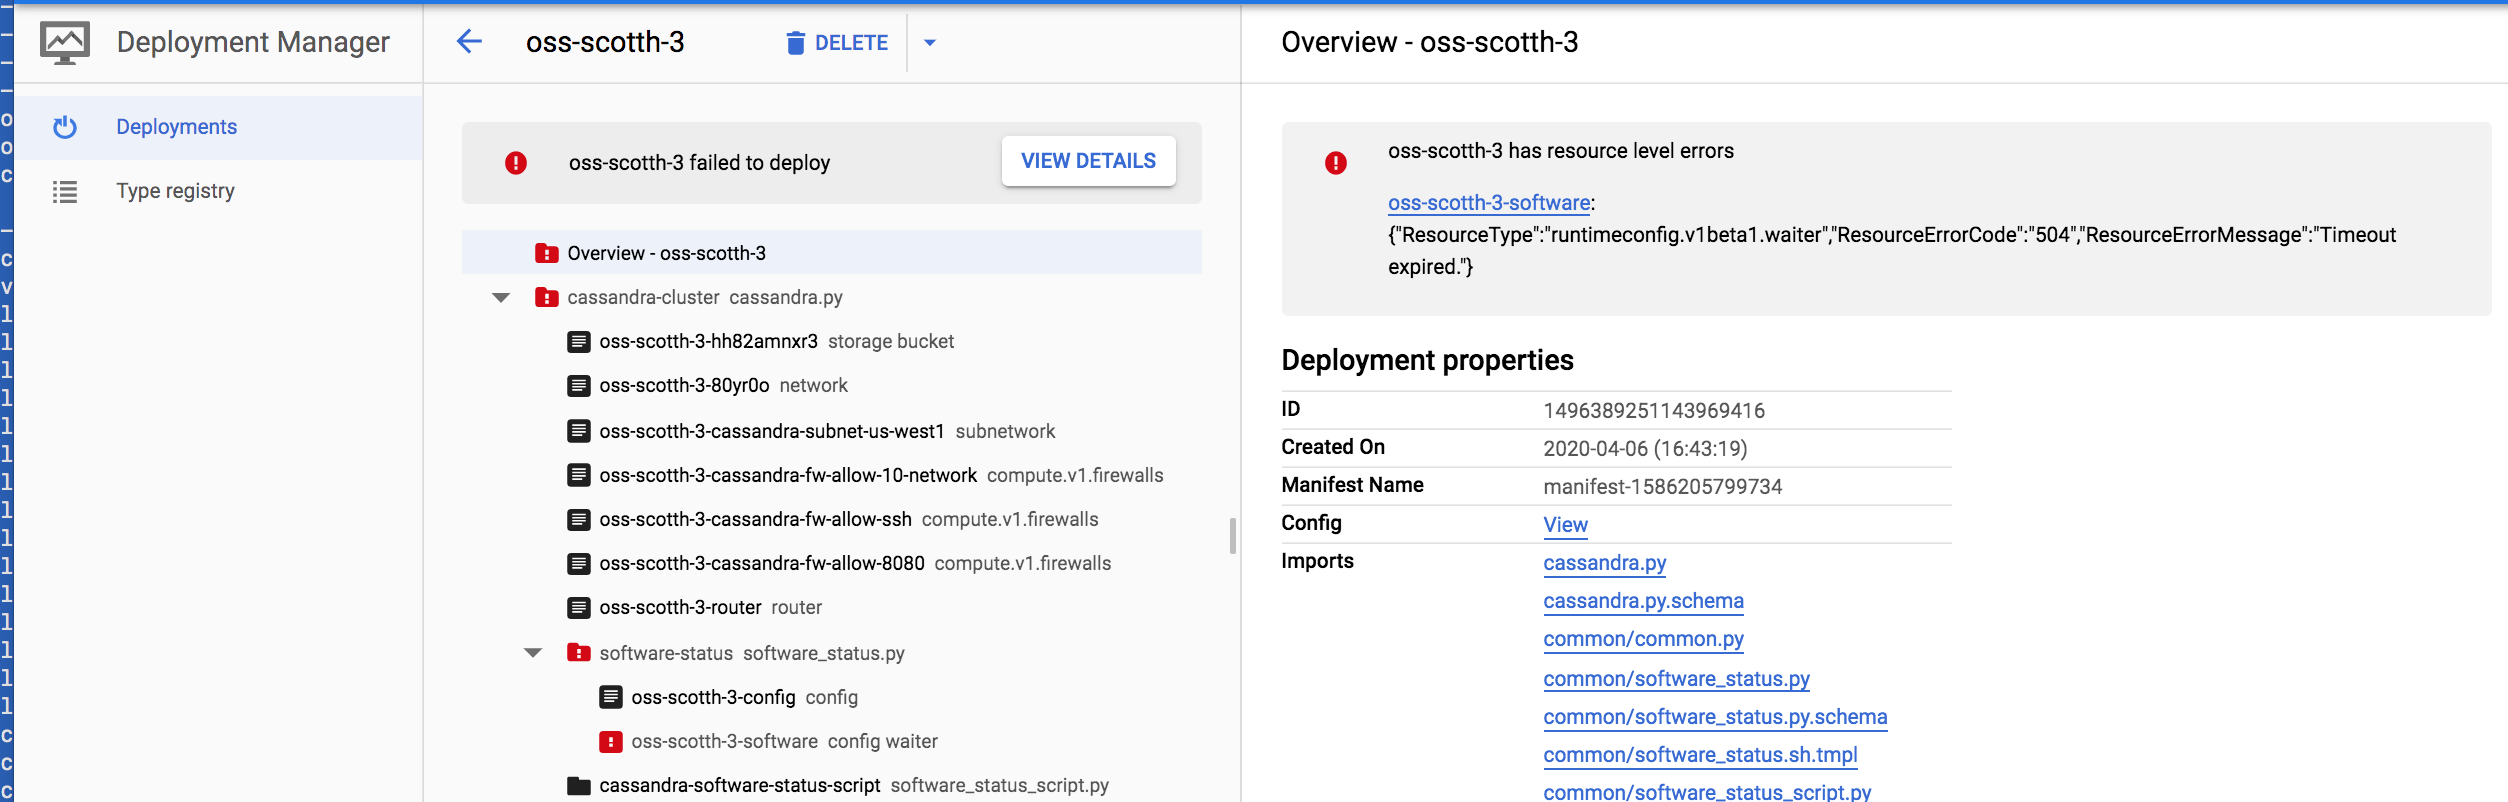 Deployment Manager
Deployments
Type registry
oss-scotth-3
DELETE
oss-scotth-3 failed to deploy
VIEW DETAILS
Overview - oss-scotth-3
cassandra-cluster cassandra.py
oss-scotth-3-hh82amnxr3 storage bucket
oss-scotth-3-80yr0o network
oss-scotth-3-cassandra-subnet-us-west1 subnetwork
oss-scotth-3-cassandra-fw-allow-10-network compute.v1.firewalls
oss-scotth-3-cassandra-fw-allow-ssh compute.v1.firewalls
oss-scotth-3-cassandra-fw-allow-8080 compute.v1.firewalls
oss-scotth-3-router router
software-status software_status.py
oss-scotth-3-config config
oss-scotth-3-software config waiter
cassandra-software-status-script software_status_script.py
Overview - oss-scotth-3
oss-scotth-3 has resource level errors
oss-scotth-3-software:
{"ResourceType":"runtimeconfig.v1beta1.waiter","ResourceErrorCode":"504","ResourceErrorMessage":"Timeout
expired."}
Deployment properties
ID 1496389251143969416
Created On 2020-04-06 (16:43:19)
Manifest Name manifest-1586205799734
Config View
Imports cassandra.py
cassandra.py.schema
common/common.py
common/software_status.py
common/software_status.py.schema
common/software_status.sh.tmpl
common/software_status_script.py